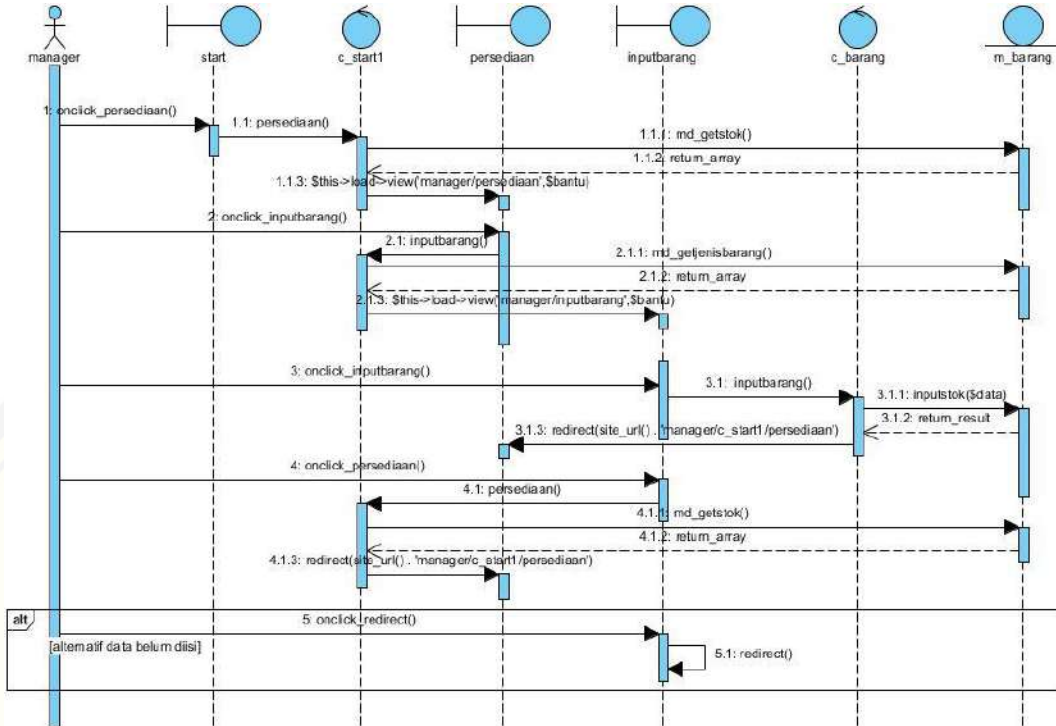 manager
start
c_start1
persediaan
inputbarang
c_barang
m_barang
1: onclick_persediaan()
1.1: persediaan()
1.1.1: md_getstok()
1.1.2: return_array
1.1.3: $this->load->view('manager/persediaan',$bantu)
2: onclick_inputbarang()
2.1: inputbarang()
2.1.1: md_getjenisbarang()
2.1.2: return_array
2.1.3: $this->load->view('manager/inputbarang',$bantu)
3: onclick_inputbarang()
3.1: inputbarang()
3.1.1: inputstok($data)
3.1.2: return_result
3.1.3: redirect(site_url() . 'manager/c_start1/persediaan')
4: onclick_persediaan()
4.1: persediaan()
4.1.1: md_getstok()
4.1.2: return_array
4.1.3: redirect(site_url() . 'manager/c_start1/persediaan')
alt
5: onclick_redirect()
[alternatif data belum diisi]
5.1: redirect()